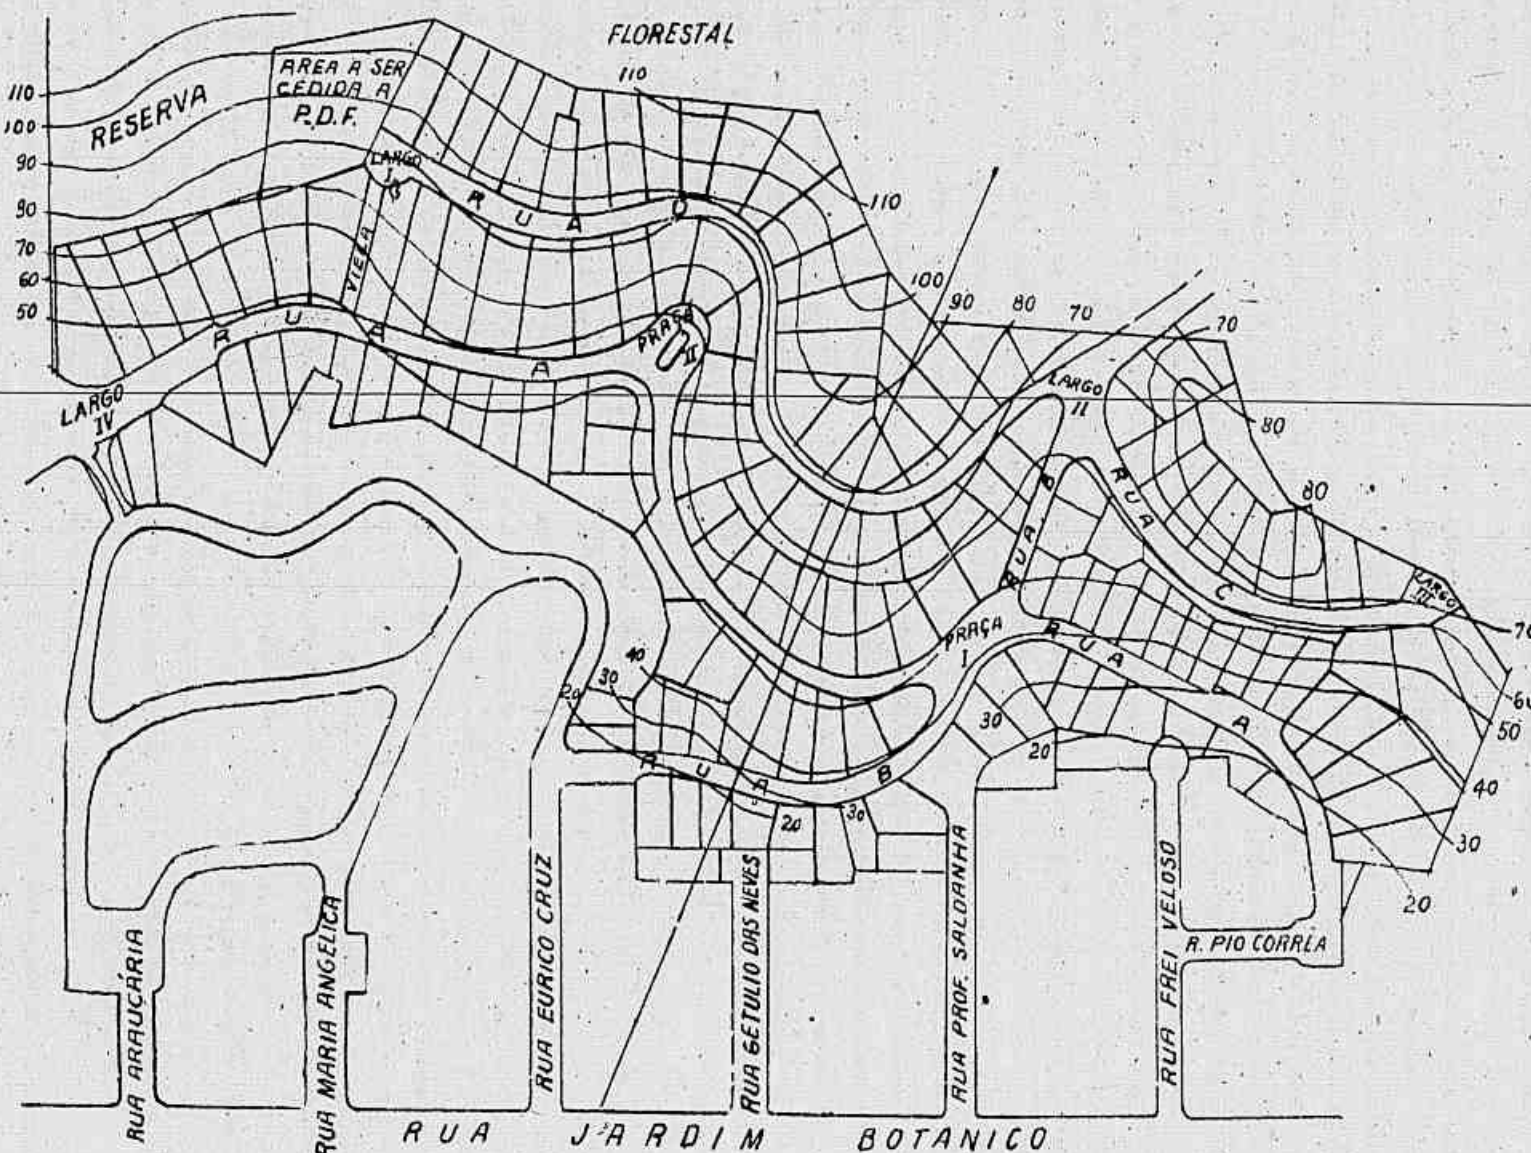 FLORESTAL
110
AREA A SER
CEDIDA A
P.D.F.
RESERVA
110
100
90
80
70
60
50
LARGO
I
VIELA
RUA D
110
100
90
80
70
70
RUA A
PRAÇA
II
LARGO
II
80
LARGO
IV
RUA B
RUA
C
80
LARGO
III
70
60
50
40
30
20
PRAÇA
I
RUA
A
40
30
20
30
20
RUA B
20
30
RUA ARAUCÁRIA
RUA MARIA ANGELICA
RUA EURICO CRUZ
RUA GETULIO DAS NEVES
RUA PROF. SALDANHA
RUA FREI VELOSO
R. PIO CORRÊA
RUA JARDIM BOTANICO